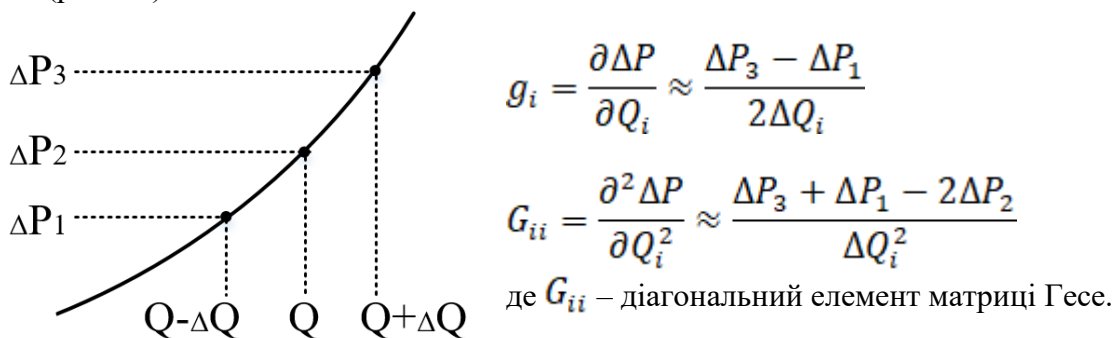 ΔP3
ΔP2
ΔP1
Q-ΔQ Q Q+ΔQ
g_i = ∂ΔP / ∂Q_i ≈ (ΔP_3 − ΔP_1) / (2ΔQ_i)
G_ii = ∂²ΔP / ∂Q_i² ≈ (ΔP_3 + ΔP_1 − 2ΔP_2) / ΔQ_i²
де G_ii – діагональний елемент матриці Гесе.